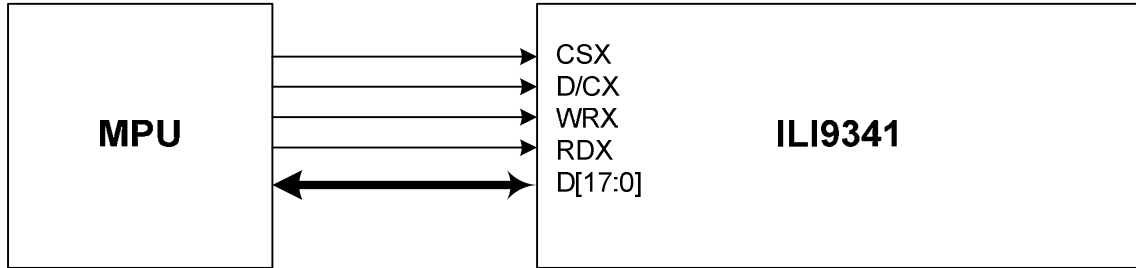 MPU
CSX
D/CX
WRX
RDX
D[17:0]
ILI9341